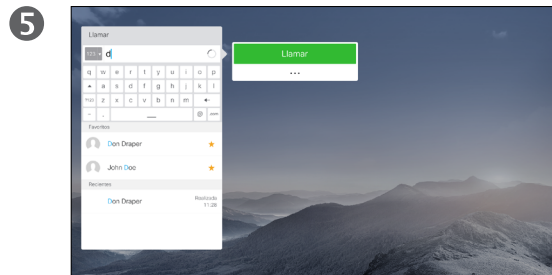 5
Llamar
d
q w e r t y u i o p
a s d f g h j k l
z x c v b n m
- . @ .com
Favoritos
Don Draper
John Doe
Recientes
Don Draper
Realizada
11:28
Llamar
...